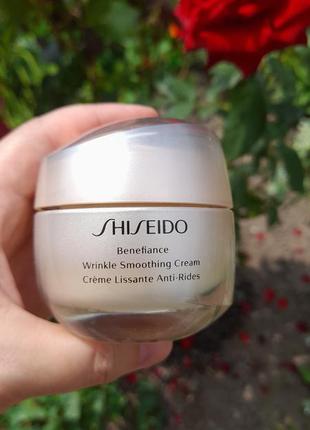 SHISEIDO
Benefiance
Wrinkle Smoothing Cream
Crème Lissante Anti-Rides